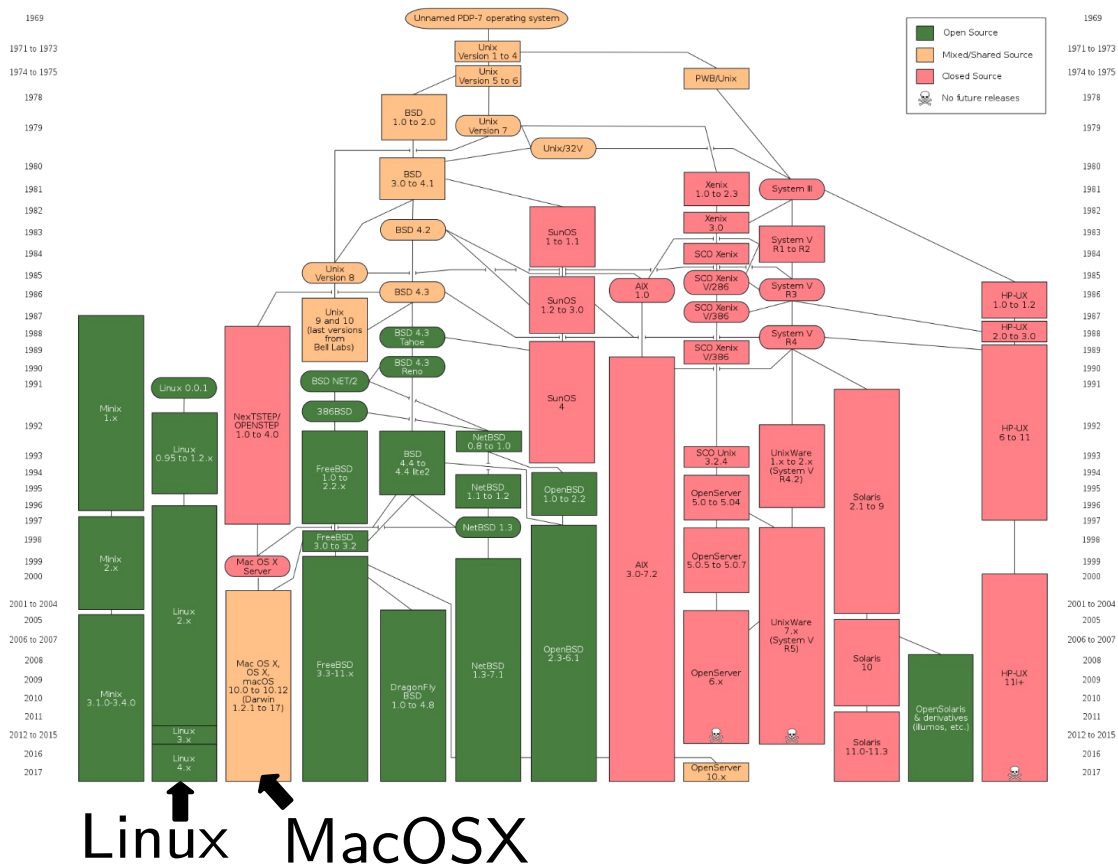 Unnamed PDP-7 operating system
1969
1969
Open Source
Mixed/Shared Source
Closed Source
No future releases
1971 to 1973
Unix
Version 1 to 4
1971 to 1973
1974 to 1975
Unix
Version 5 to 6
PWB/Unix
1974 to 1975
1978
BSD
1.0 to 2.0
1978
1979
Unix
Version 7
1979
Unix/32V
1980
BSD
3.0 to 4.1
1980
1981
Xenix
1.0 to 2.3
System III
1981
1982
1982
1983
BSD 4.2
SunOS
1 to 1.1
Xenix
3.0
System V
R1 to R2
1983
1984
SCO Xenix
1984
1985
Unix
Version 8
SCO Xenix
V/286
1985
1986
BSD 4.3
SunOS
1.2 to 3.0
AIX
1.0
System V
R3
HP-UX
1.0 to 1.2
1986
1987
Unix
9 and 10
(last versions
from
Bell Labs)
SCO Xenix
V/386
1987
1988
BSD 4.3
Tahoe
System V
R4
HP-UX
2.0 to 3.0
1988
1989
SCO Xenix
V/386
1989
1990
BSD 4.3
Reno
1990
1991
Linux 0.0.1
BSD NET/2
1991
Minix
1.x
NexTSTEP/
OPENSTEP
1.0 to 4.0
386BSD
SunOS
4
1992
NetBSD
0.8 to 1.0
HP-UX
6 to 11
1992
1993
Linux
0.95 to 1.2.x
FreeBSD
1.0 to
2.2.x
BSD
4.4 to
4.4 lite2
SCO Unix
3.2.4
UnixWare
1.x to 2.x
(System V
R4.2)
1993
1994
1994
1995
NetBSD
1.1 to 1.2
OpenBSD
1.0 to 2.2
OpenServer
5.0 to 5.04
Solaris
2.1 to 9
1995
1996
1996
1997
NetBSD 1.3
1997
1998
FreeBSD
3.0 to 3.2
1998
1999
Minix
2.x
Mac OS X
Server
AIX
3.0-7.2
OpenServer
5.0.5 to 5.0.7
1999
2000
2000
2001 to 2004
Linux
2.x
2001 to 2004
2005
2005
2006 to 2007
UnixWare
7.x
(System V
R5)
2006 to 2007
2008
Mac OS X,
OS X,
macOS
10.0 to 10.12
(Darwin
1.2.1 to 17)
FreeBSD
3.3-11.x
OpenBSD
2.3-6.1
Solaris
10
2008
2009
NetBSD
1.3-7.1
OpenServer
6.x
HP-UX
11i+
2009
2010
Minix
3.1.0-3.4.0
DragonFly
BSD
1.0 to 4.8
2010
2011
OpenSolaris
& derivatives
(illumos, etc.)
2011
2012 to 2015
Linux
3.x
2012 to 2015
2016
Linux
4.x
Solaris
11.0-11.3
2016
2017
OpenServer
10.x
2017
Linux
MacOSX